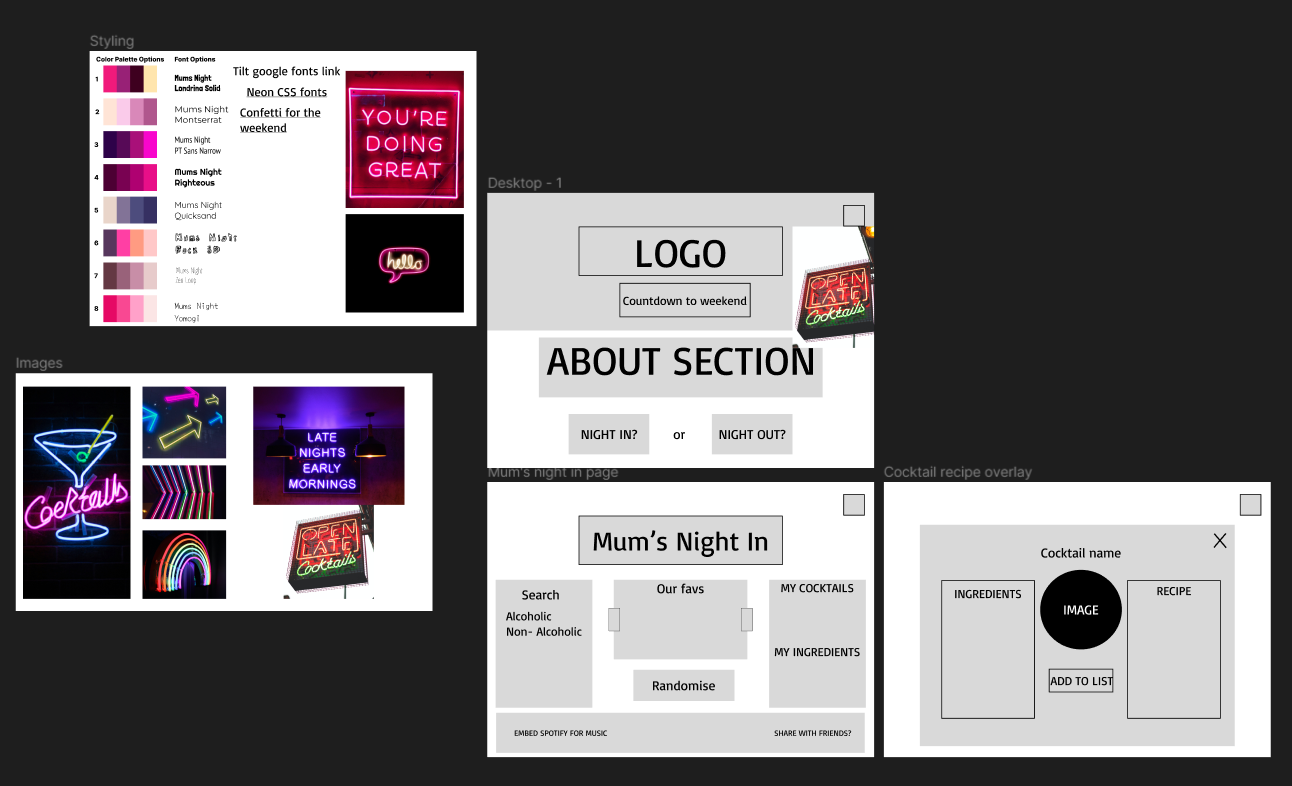 Styling
Color Palette Options
Font Options
1
Mums Night
Londrina Solid
2
Mums Night
Montserrat
3
Mums Night
PT Sans Narrow
4
Mums Night
Righteous
5
Mums Night
Quicksand
6
Mums Night
7
Mums Night
8
Mums Night
Yomogi
Tilt google fonts link
Neon CSS fonts
Confetti for the
weekend
YOU'RE
DOING
GREAT
hello
Desktop - 1
LOGO
Countdown to weekend
OPEN
LATE
Cocktails
ABOUT SECTION
NIGHT IN?
or
NIGHT OUT?
Images
Cocktails
LATE
NIGHTS
EARLY
MORNINGS
OPEN
LATE
Cocktails
Mum's night in page
Mum's Night In
Search
Alcoholic
Non- Alcoholic
Our favs
Randomise
MY COCKTAILS
MY INGREDIENTS
EMBED SPOTIFY FOR MUSIC
SHARE WITH FRIENDS?
Cocktail recipe overlay
X
Cocktail name
INGREDIENTS
IMAGE
RECIPE
ADD TO LIST